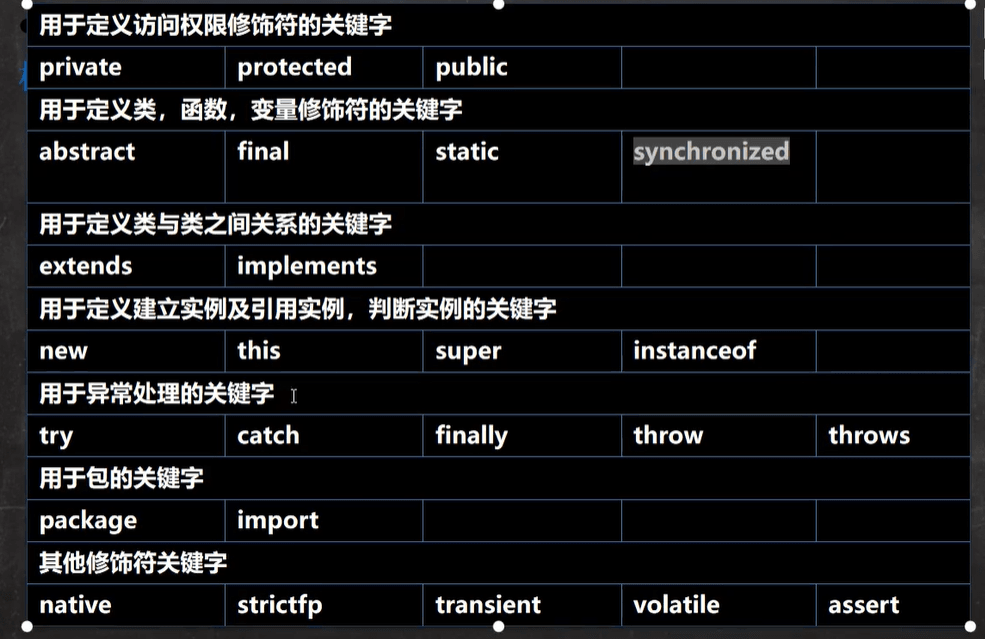 用于定义访问权限修饰符的关键字
private protected public
用于定义类，函数，变量修饰符的关键字
abstract final static synchronized
用于定义类与类之间关系的关键字
extends implements
用于定义建立实例及引用实例，判断实例的关键字
new this super instanceof
用于异常处理的关键字
try catch finally throw throws
用于包的关键字
package import
其他修饰符关键字
native strictfp transient volatile assert